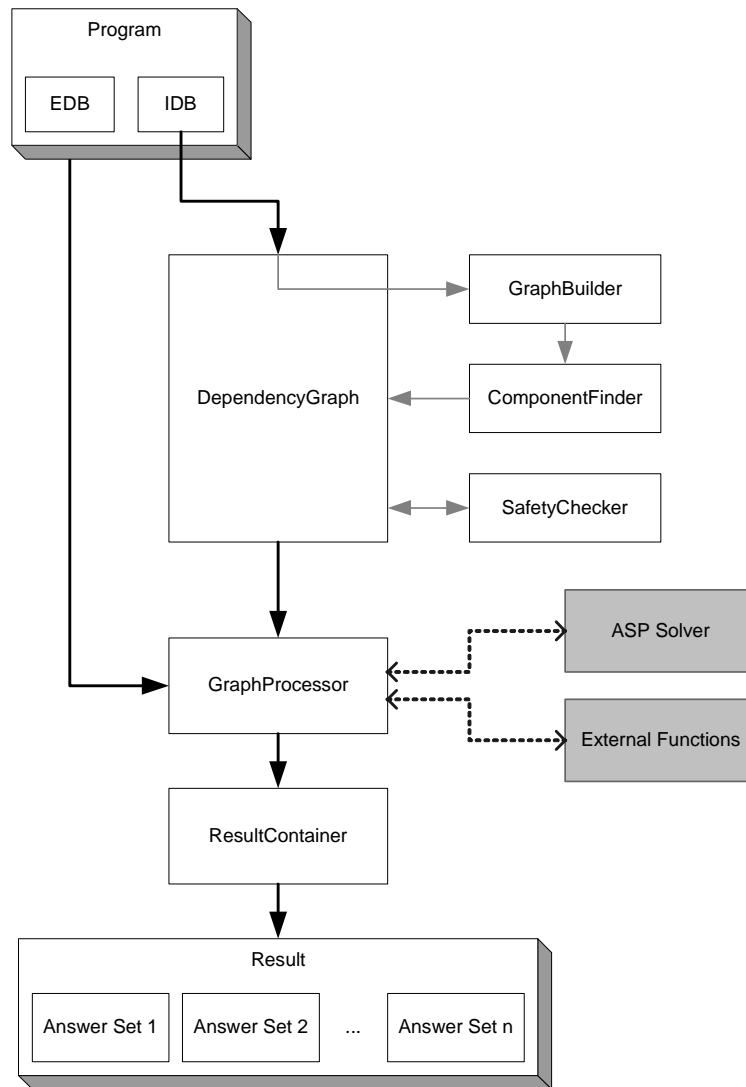 Program
EDB
IDB
GraphBuilder
DependencyGraph
ComponentFinder
SafetyChecker
ASP Solver
GraphProcessor
External Functions
ResultContainer
Result
Answer Set 1
Answer Set 2
...
Answer Set n